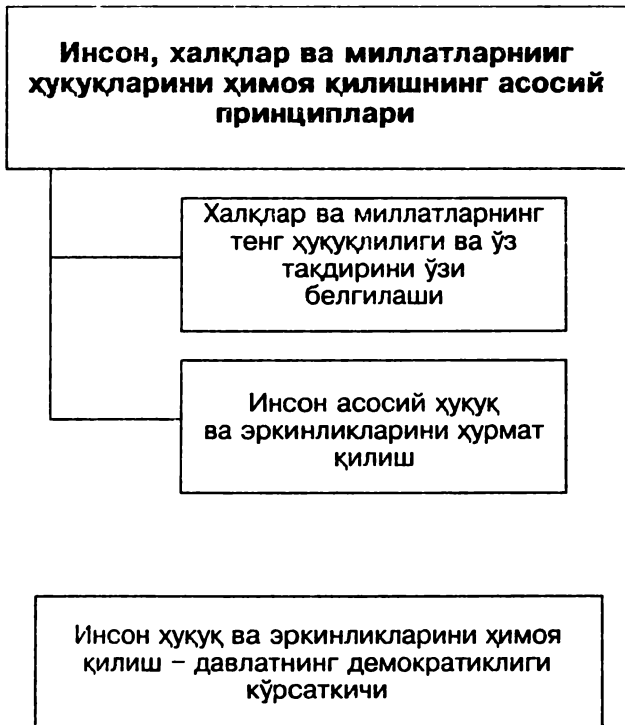 Инсон, халқлар ва миллатларнииг
ҳуқуқларини ҳимоя қилишнинг асосий
принциплари
Халқлар ва миллатларнинг
тенг ҳуқуқлилиги ва ўз
тақдирини ўзи
белгилаши
Инсон асосий ҳуқуқ
ва эркинликларини ҳурмат
қилиш
Инсон ҳуқуқ ва эркинликларини ҳимоя
қилиш – давлатнинг демократиклиги
кўрсаткичи